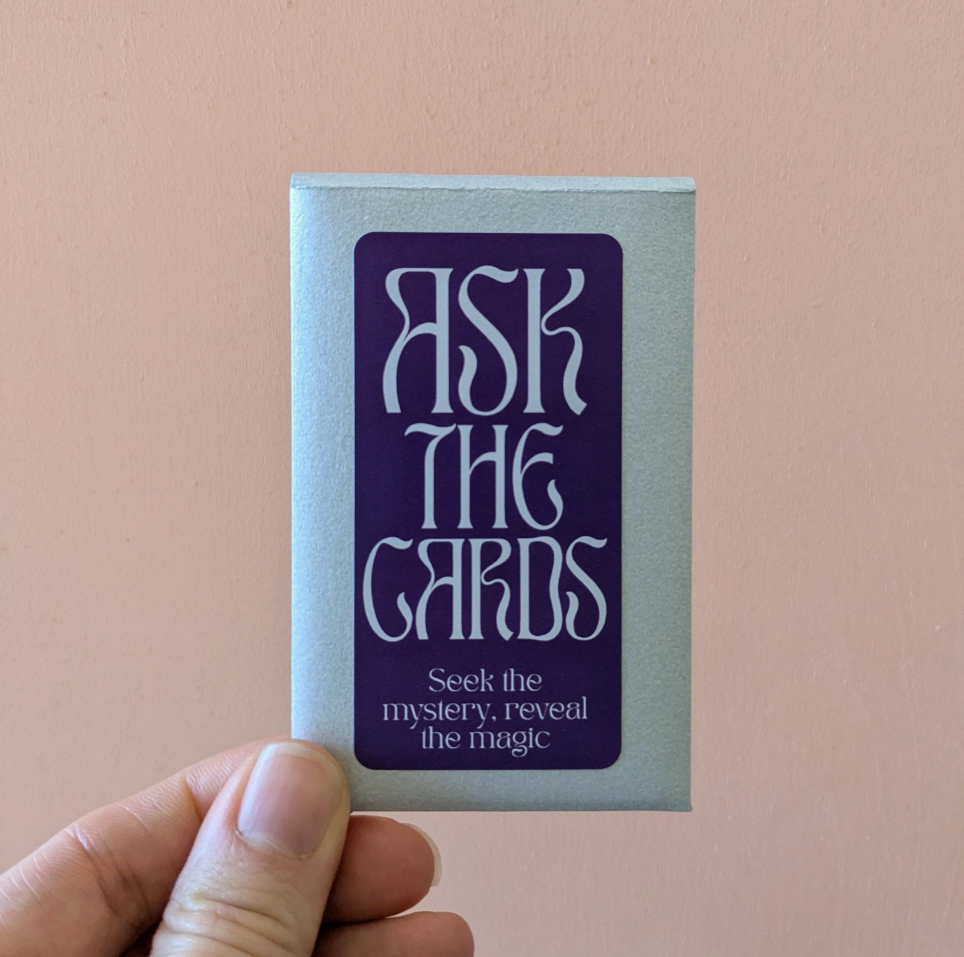 ASK
THE
CARDS
Seek the
mystery, reveal
the magic